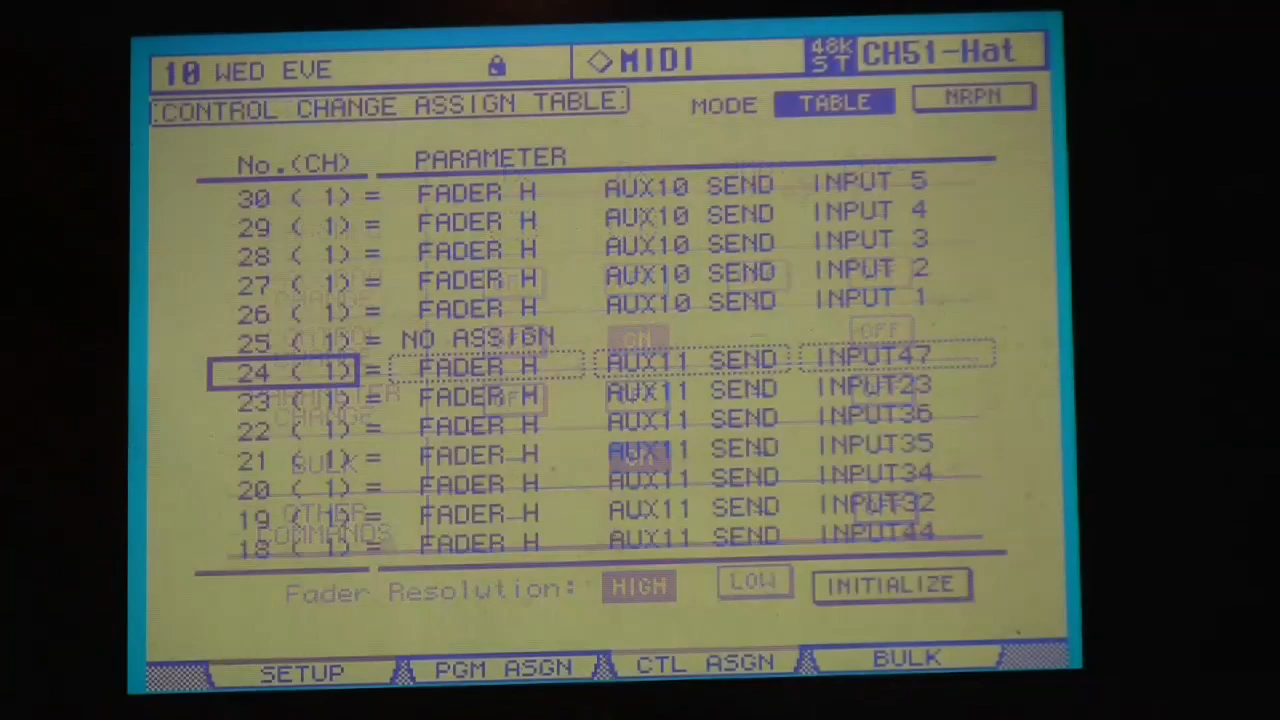 10 WED EVE ◇MIDI 48k ST CH51-Hat
CONTROL CHANGE ASSIGN TABLE MODE TABLE NRPN
No.(CH) PARAMETER
30 ( 1) = FADER H AUX10 SEND INPUT 5
29 ( 1) = FADER H AUX10 SEND INPUT 4
28 ( 1) = FADER H AUX10 SEND INPUT 3
27 ( 1) = FADER H AUX10 SEND INPUT 2
26 ( 1) = FADER H AUX10 SEND INPUT 1
25 ( 1) = NO ASSIGN
24 ( 1) = FADER H AUX11 SEND INPUT47
23 ( 1) = FADER H AUX11 SEND INPUT23
22 ( 1) = FADER H AUX11 SEND INPUT36
21 ( 1) = FADER H AUX11 SEND INPUT35
20 ( 1) = FADER H AUX11 SEND INPUT34
19 ( 1) = FADER H AUX11 SEND INPUT32
18 ( 1) = FADER H AUX11 SEND INPUT44
Fader Resolution: HIGH LOW INITIALIZE
SETUP PGM ASGN CTL ASGN BULK